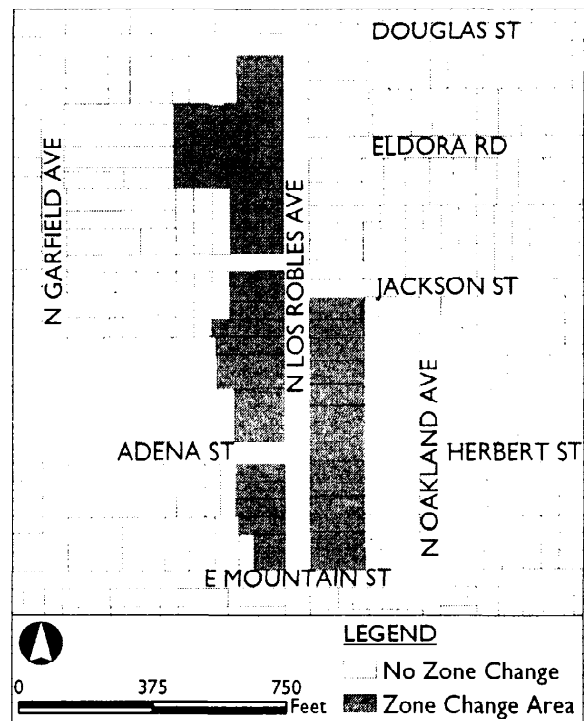 DOUGLAS ST
ELDORA RD
N GARFIELD AVE
N LOS ROBLES AVE
JACKSON ST
N OAKLAND AVE
ADENA ST
HERBERT ST
E MOUNTAIN ST
LEGEND
No Zone Change
0 375 750
Feet
Zone Change Area